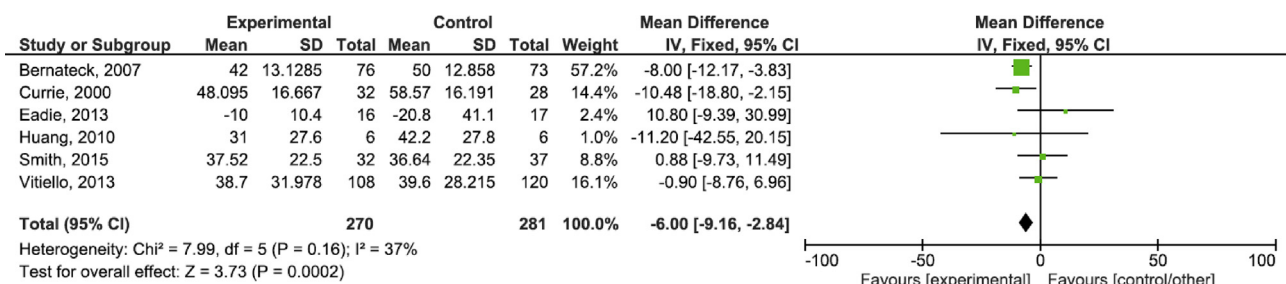 Experimental Control Mean Difference Mean Difference
Study or Subgroup Mean SD Total Mean SD Total Weight IV, Fixed, 95% CI IV, Fixed, 95% CI
Bernateck, 2007 42 13.1285 76 50 12.858 73 57.2% -8.00 [-12.17, -3.83]
Currie, 2000 48.095 16.667 32 58.57 16.191 28 14.4% -10.48 [-18.80, -2.15]
Eadie, 2013 -10 10.4 16 -20.8 41.1 17 2.4% 10.80 [-9.39, 30.99]
Huang, 2010 31 27.6 6 42.2 27.8 6 1.0% -11.20 [-42.55, 20.15]
Smith, 2015 37.52 22.5 32 36.64 22.35 37 8.8% 0.88 [-9.73, 11.49]
Vitiello, 2013 38.7 31.978 108 39.6 28.215 120 16.1% -0.90 [-8.76, 6.96]
Total (95% CI) 270 281 100.0% -6.00 [-9.16, -2.84]
Heterogeneity: Chi² = 7.99, df = 5 (P = 0.16); I² = 37%
Test for overall effect: Z = 3.73 (P = 0.0002)
-100 -50 0 50 100
Favours [experimental] Favours [control/other]